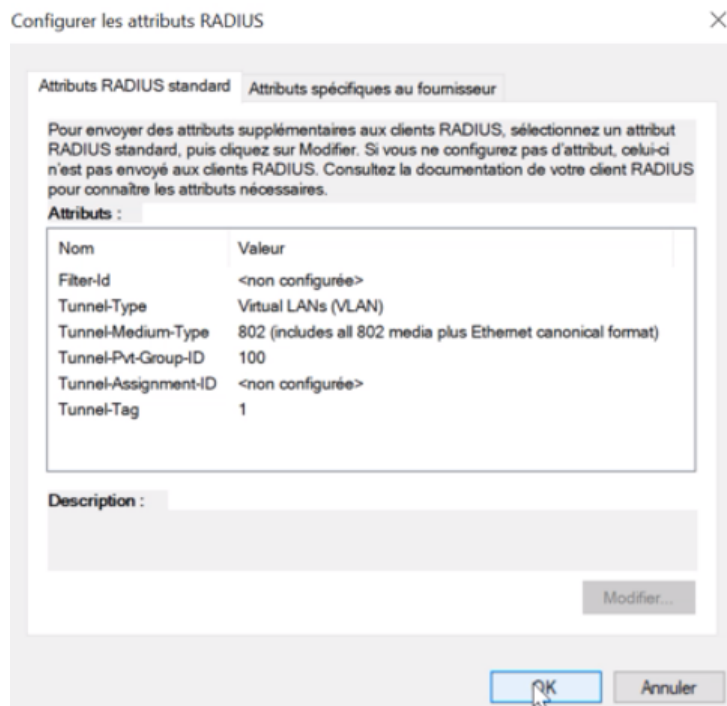 Configurer les attributs RADIUS
Attributs RADIUS standard Attributs spécifiques au fournisseur
Pour envoyer des attributs supplémentaires aux clients RADIUS, sélectionnez un attribut
RADIUS standard, puis cliquez sur Modifier. Si vous ne configurez pas d'attribut, celui-ci
n'est pas envoyé aux clients RADIUS. Consultez la documentation de votre client RADIUS
pour connaître les attributs nécessaires.
Attributs :
Nom Valeur
Filter-Id <non configurée>
Tunnel-Type Virtual LANs (VLAN)
Tunnel-Medium-Type 802 (includes all 802 media plus Ethernet canonical format)
Tunnel-Pvt-Group-ID 100
Tunnel-Assignment-ID <non configurée>
Tunnel-Tag 1
Description :
Modifier...
OK Annuler